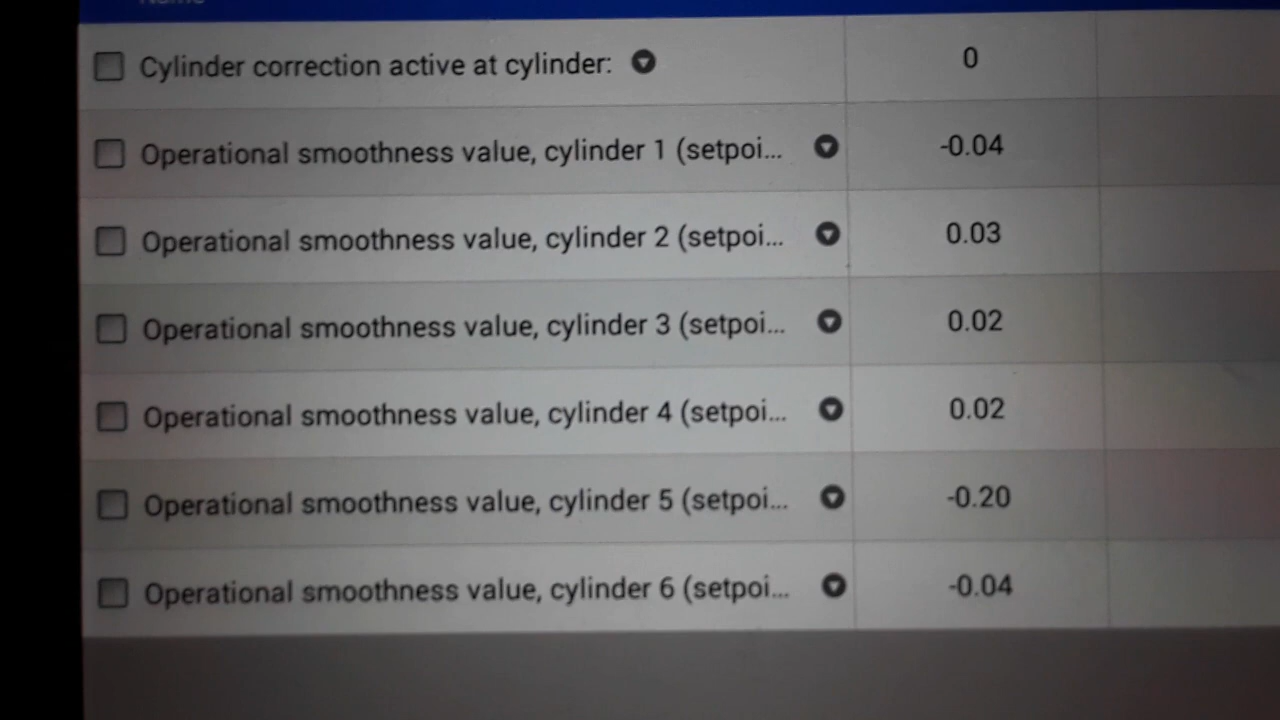 Cylinder correction active at cylinder: 0
Operational smoothness value, cylinder 1 (setpoi... -0.04
Operational smoothness value, cylinder 2 (setpoi... 0.03
Operational smoothness value, cylinder 3 (setpoi... 0.02
Operational smoothness value, cylinder 4 (setpoi... 0.02
Operational smoothness value, cylinder 5 (setpoi... -0.20
Operational smoothness value, cylinder 6 (setpoi... -0.04